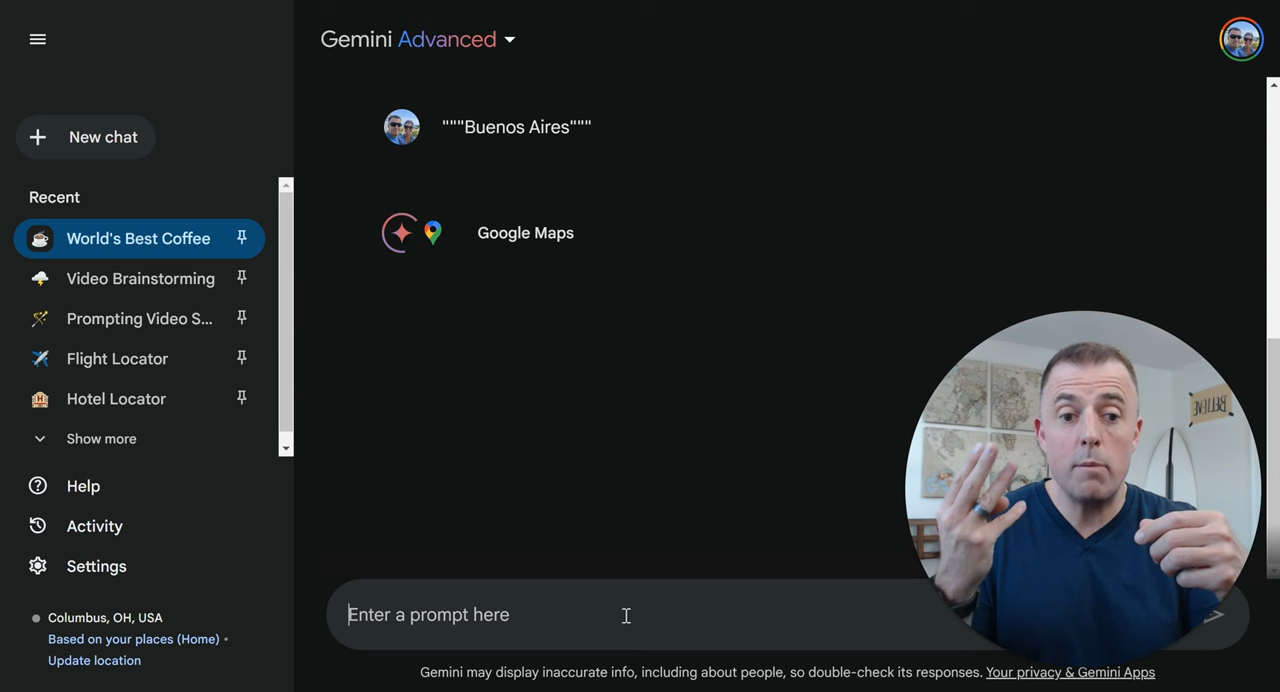 Gemini Advanced
New chat
Recent
World's Best Coffee
Video Brainstorming
Prompting Video S...
Flight Locator
Hotel Locator
Show more
Help
Activity
Settings
Columbus, OH, USA
Based on your places (Home) •
Update location
"""Buenos Aires"""
Google Maps
BELIEVE
Enter a prompt here
Gemini may display inaccurate info, including about people, so double-check its responses. Your privacy & Gemini Apps